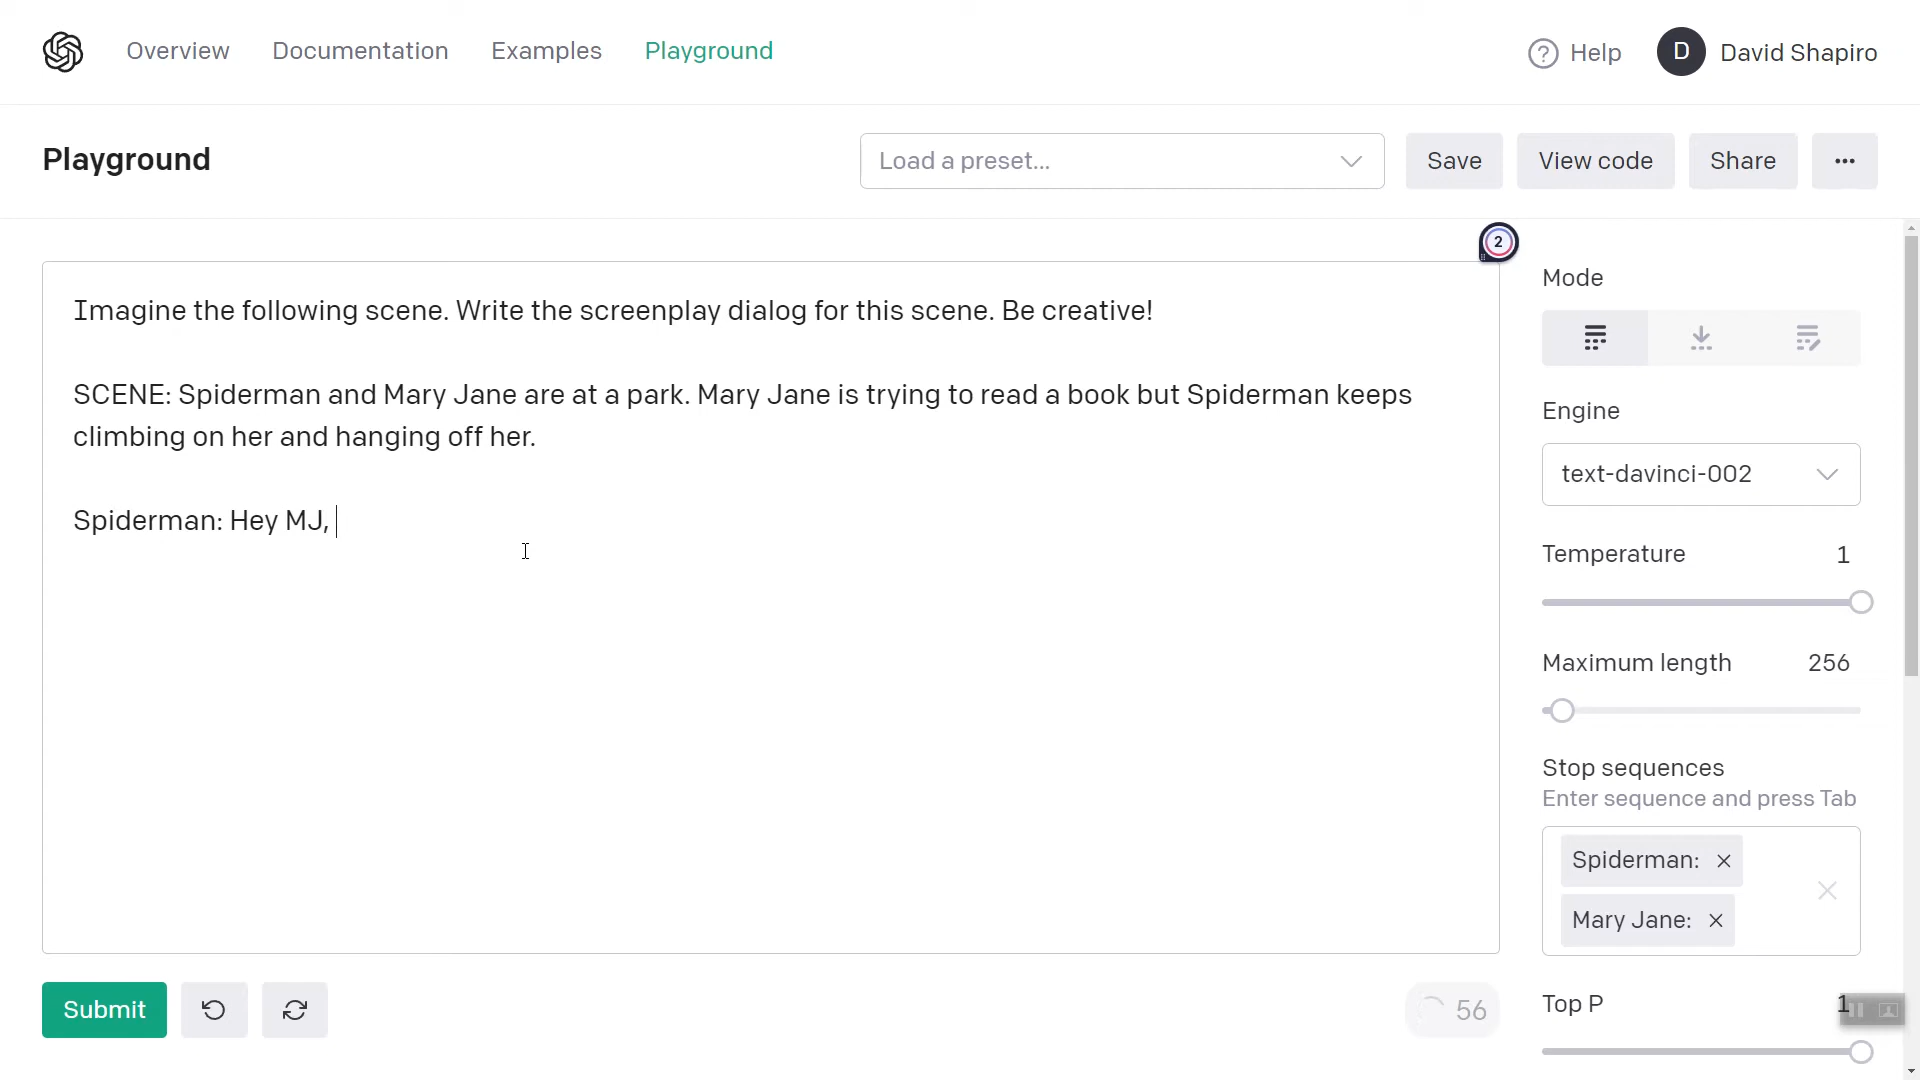 Overview Documentation Examples Playground Help D David Shapiro
Playground Load a preset... Save View code Share ...
2
Imagine the following scene. Write the screenplay dialog for this scene. Be creative!
SCENE: Spiderman and Mary Jane are at a park. Mary Jane is trying to read a book but Spiderman keeps
climbing on her and hanging off her.
Spiderman: Hey MJ,
Submit
56
Mode
Engine
text-davinci-002
Temperature 1
Maximum length 256
Stop sequences
Enter sequence and press Tab
Spiderman:
Mary Jane:
Top P 1